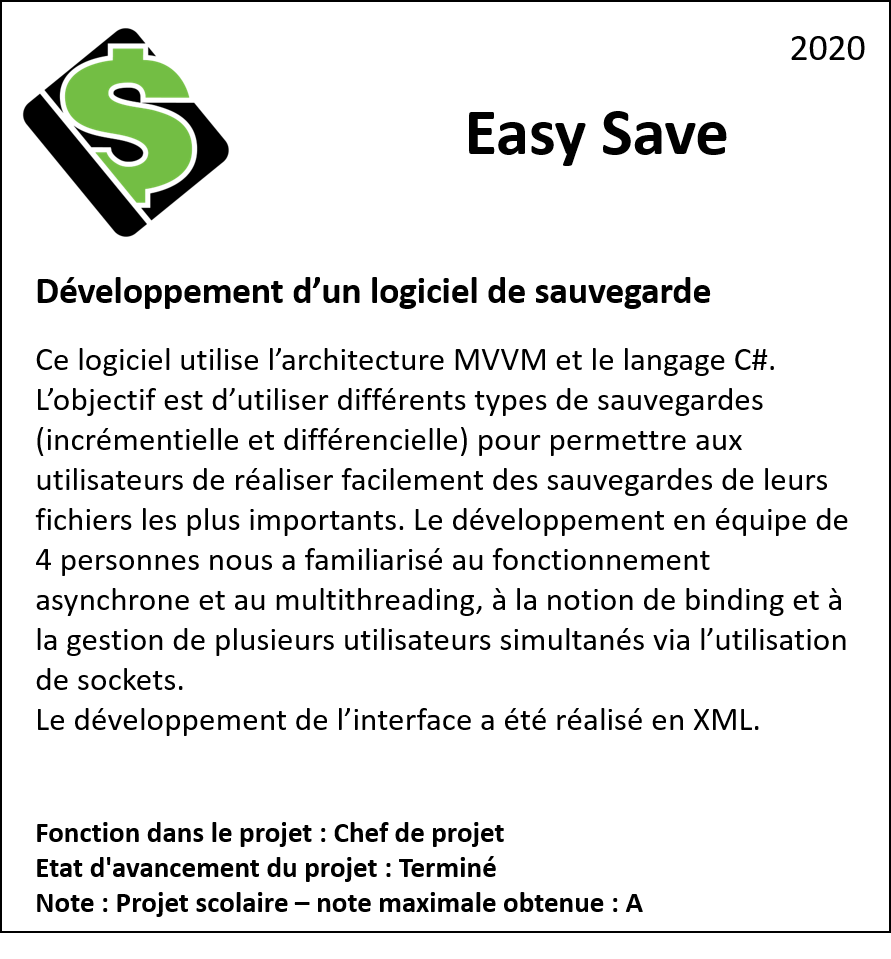 2020
Easy Save
Développement d’un logiciel de sauvegarde
Ce logiciel utilise l’architecture MVVM et le langage C#.
L’objectif est d’utiliser différents types de sauvegardes
(incrémentielle et différencielle) pour permettre aux
utilisateurs de réaliser facilement des sauvegardes de leurs
fichiers les plus importants. Le développement en équipe de
4 personnes nous a familiarisé au fonctionnement
asynchrone et au multithreading, à la notion de binding et à
la gestion de plusieurs utilisateurs simultanés via l’utilisation
de sockets.
Le développement de l’interface a été réalisé en XML.
Fonction dans le projet : Chef de projet
Etat d'avancement du projet : Terminé
Note : Projet scolaire – note maximale obtenue : A